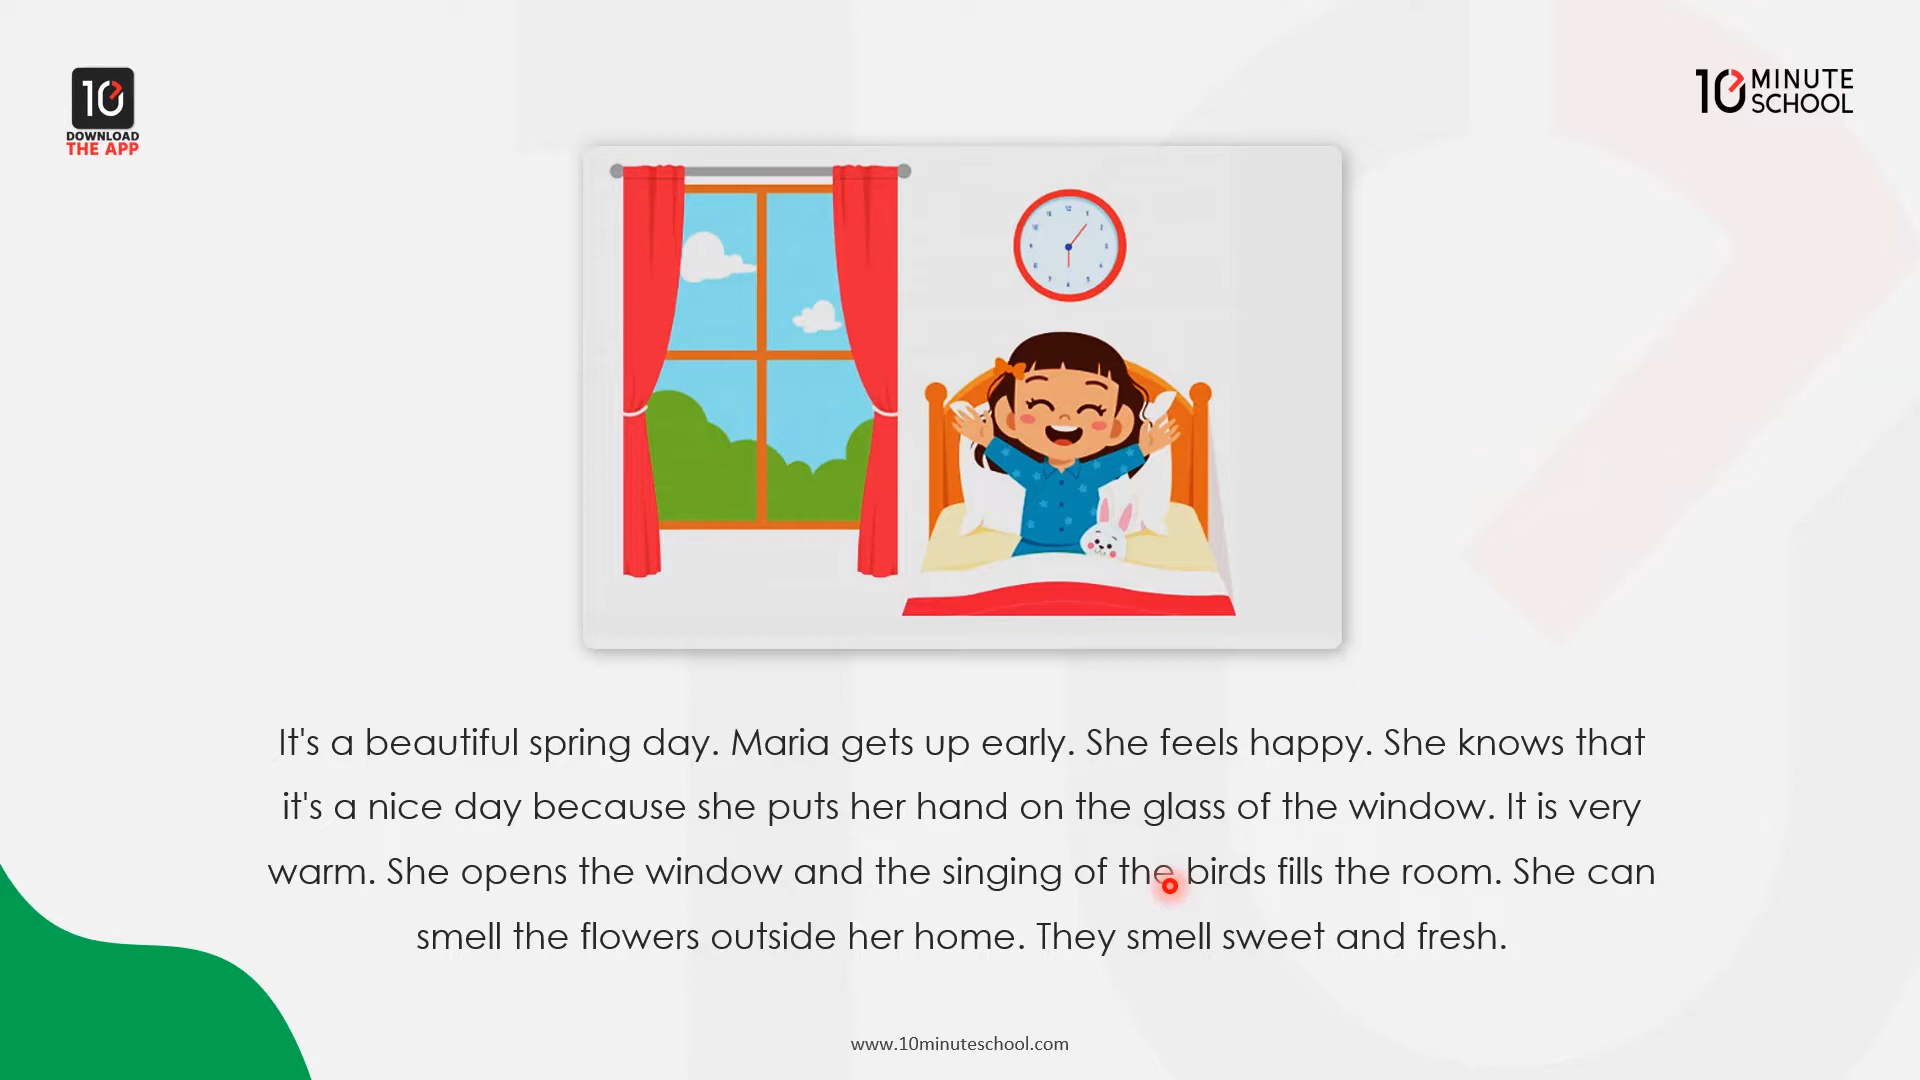 10
DOWNLOAD
THE APP
10 MINUTE
SCHOOL
It's a beautiful spring day. Maria gets up early. She feels happy. She knows that
it's a nice day because she puts her hand on the glass of the window. It is very
warm. She opens the window and the singing of the birds fills the room. She can
smell the flowers outside her home. They smell sweet and fresh.
www.10minuteschool.com